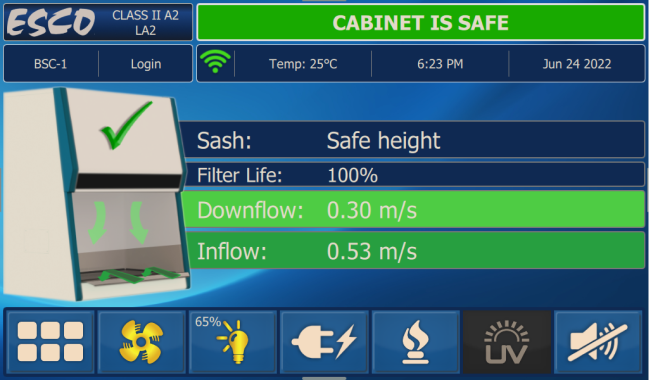 ESCO
CLASS II A2
LA2
CABINET IS SAFE
BSC-1
Login
Temp: 25°C
6:23 PM
Jun 24 2022
Sash: Safe height
Filter Life: 100%
Downflow: 0.30 m/s
Inflow: 0.53 m/s
65%
UV